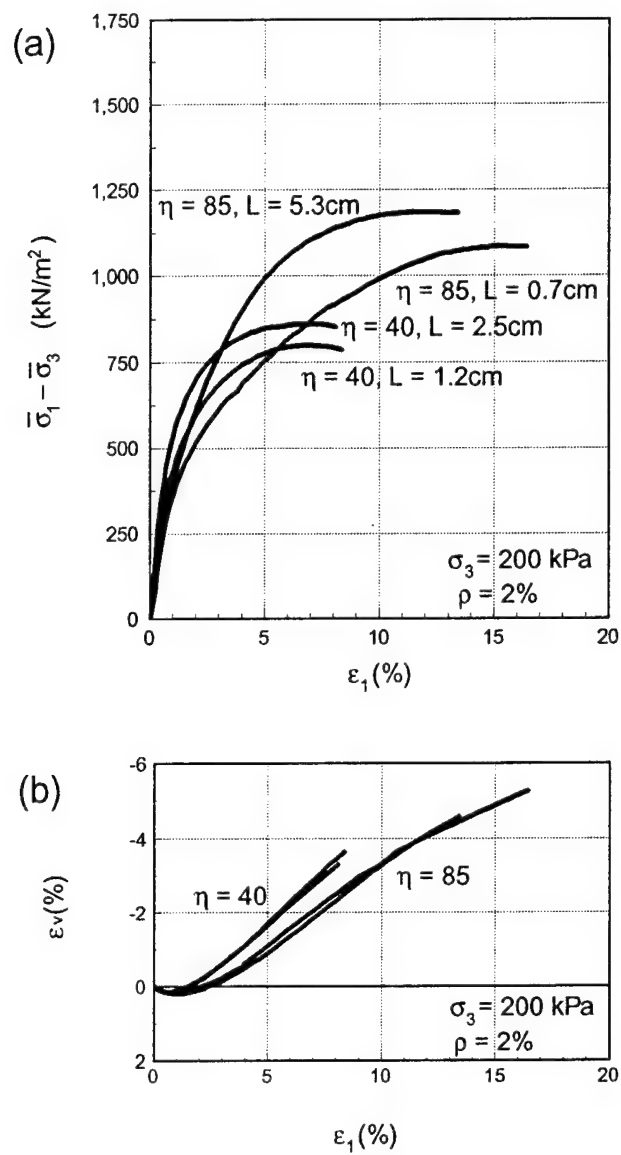 (a)
1,750
1,500
1,250
1,000
750
500
250
0
σ̅₁ – σ̅₃ (kN/m²)
η = 85, L = 5.3cm
η = 85, L = 0.7cm
η = 40, L = 2.5cm
η = 40, L = 1.2cm
σ₃ = 200 kPa
ρ = 2%
0 5 10 15 20
ε₁(%)
(b)
-6
-4
-2
0
2
εv(%)
η = 40
η = 85
σ₃ = 200 kPa
ρ = 2%
0 5 10 15 20
ε₁(%)